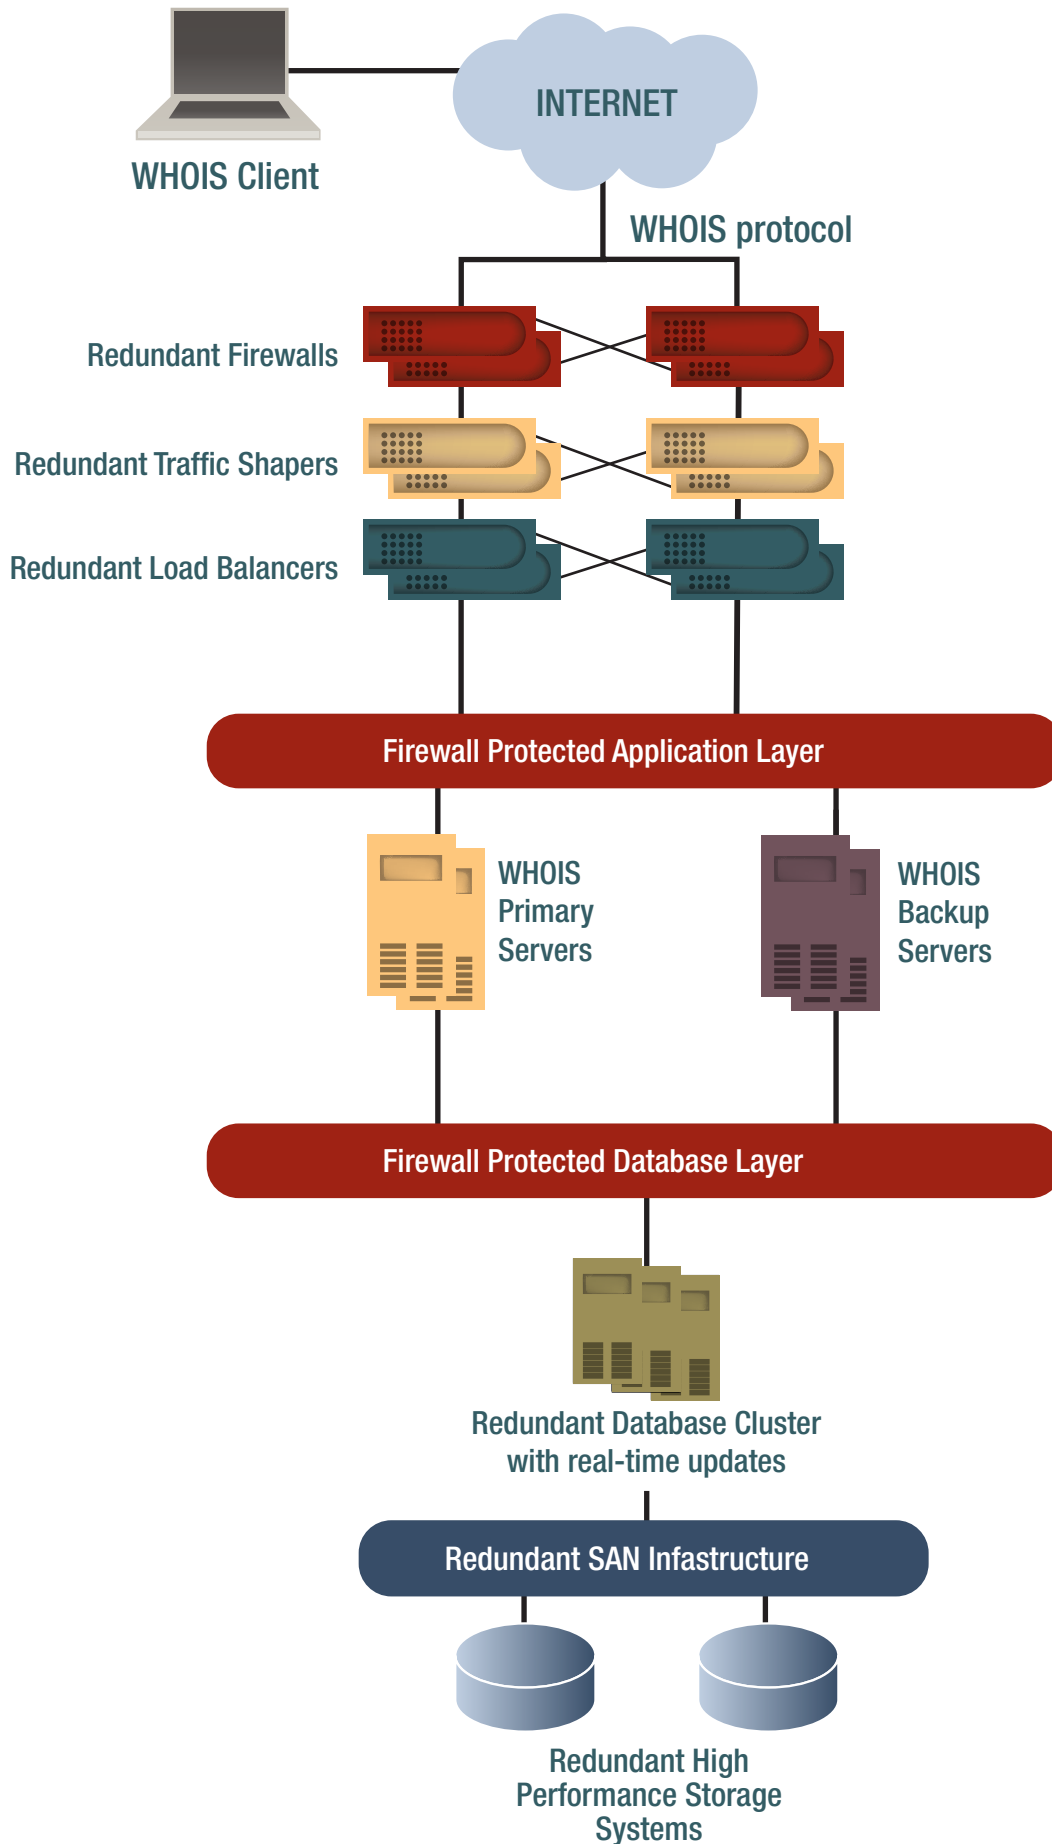 INTERNET
WHOIS Client
WHOIS protocol
Redundant Firewalls
Redundant Traffic Shapers
Redundant Load Balancers
Firewall Protected Application Layer
WHOIS
Primary
Servers
WHOIS
Backup
Servers
Firewall Protected Database Layer
Redundant Database Cluster
with real-time updates
Redundant SAN Infastructure
Redundant High
Performance Storage
Systems